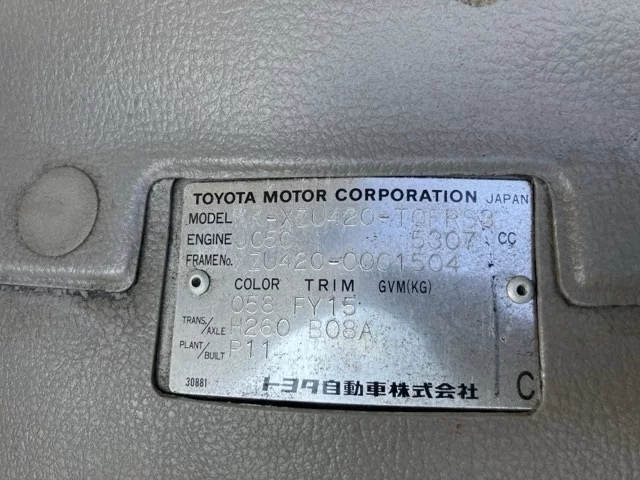 TOYOTA MOTOR CORPORATION JAPAN
MODEL KK-XZU420-TQFPS3
ENGINE J05C 5307 CC
FRAME No. XZU420-0001504
COLOR TRIM GVM(KG)
058 FY15
TRANS./AXLE H260 B08A
PLANT/BUILT P11
30881 トヨタ自動車株式会社 C